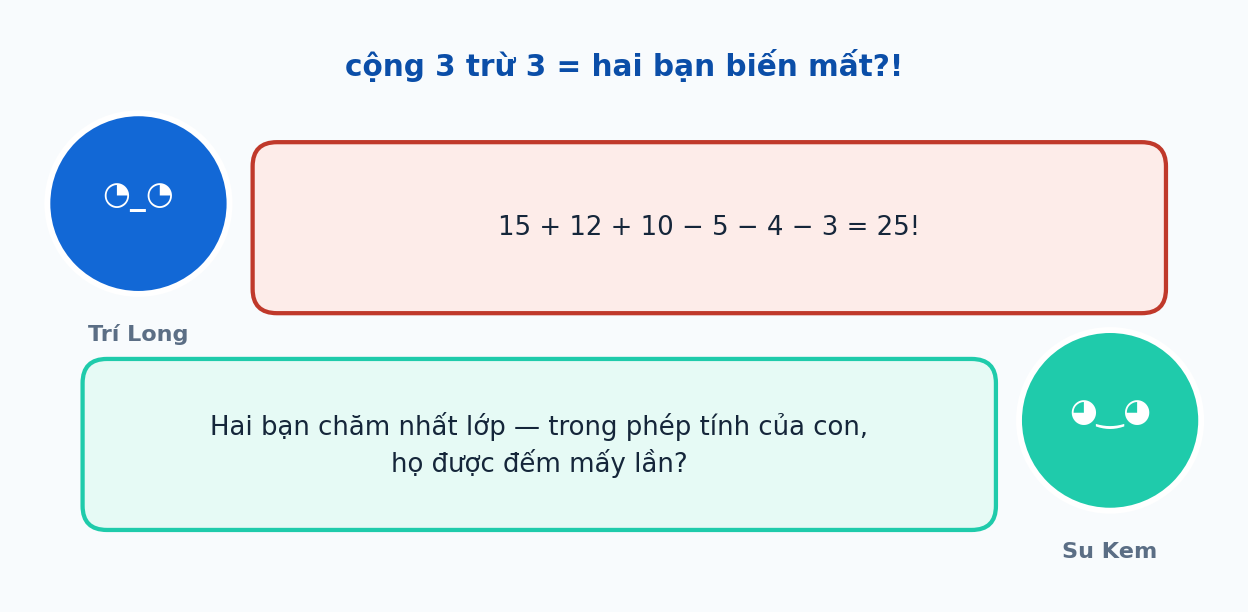 cộng 3 trừ 3 = hai bạn biến mất?!
15 + 12 + 10 − 5 − 4 − 3 = 25!
Trí Long
Hai bạn chăm nhất lớp — trong phép tính của con,
họ được đếm mấy lần?
Su Kem